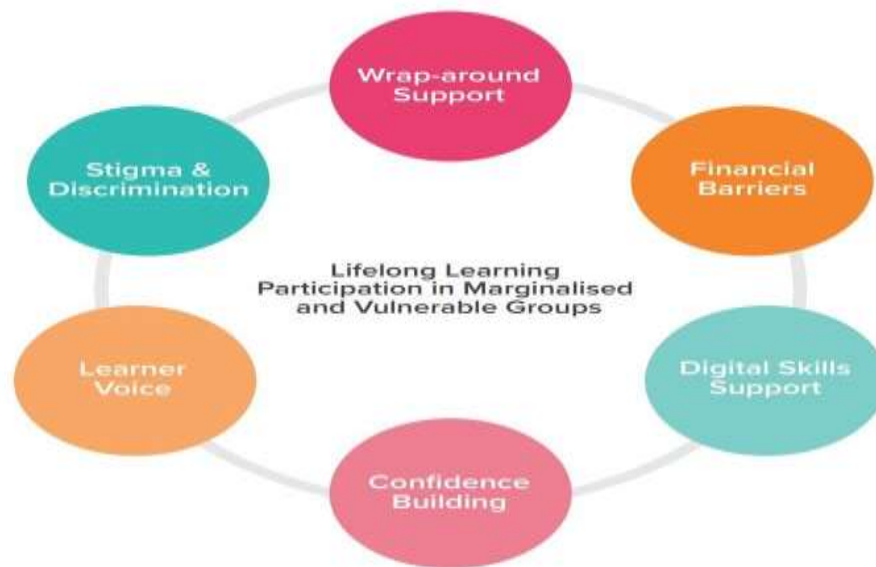 Wrap-around
Support
Financial
Barriers
Digital Skills
Support
Confidence
Building
Learner
Voice
Stigma &
Discrimination
Lifelong Learning
Participation in Marginalised
and Vulnerable Groups